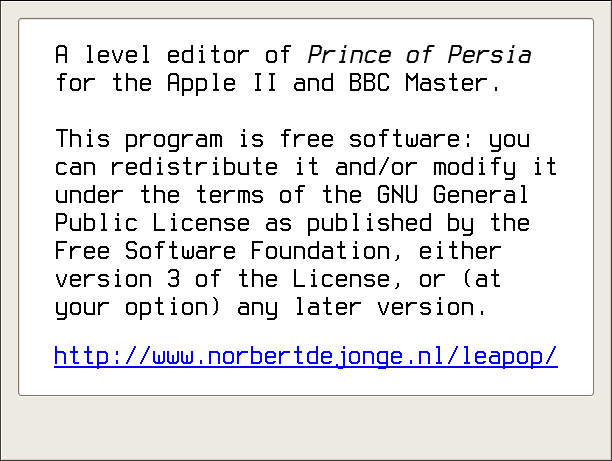 A level editor of Prince of Persia
for the Apple II and BBC Master.
This program is free software: you
can redistribute it and/or modify it
under the terms of the GNU General
Public License as published by the
Free Software Foundation, either
version 3 of the License, or (at
your option) any later version.
http://www.norbertdejonge.nl/leapop/